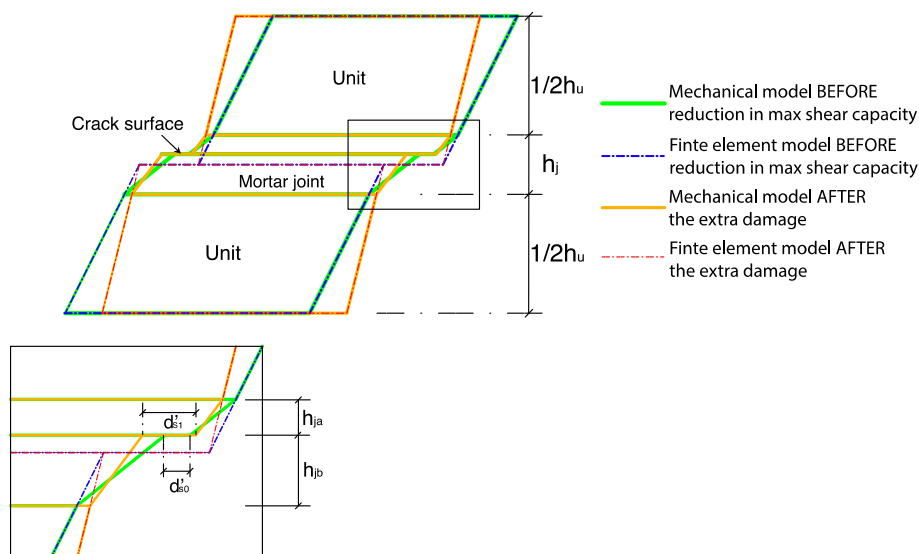 Unit
1/2hu
Crack surface
hj
Mortar joint
Unit
1/2hu
Mechanical model BEFORE
reduction in max shear capacity
Finte element model BEFORE
reduction in max shear capacity
Mechanical model AFTER
the extra damage
Finte element model AFTER
the extra damage
d's1
hja
hjb
d's0